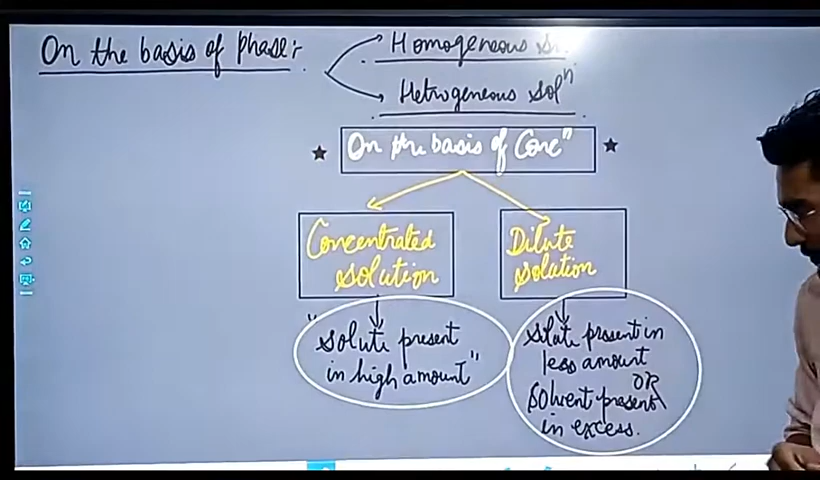 On the basis of phase:-
Homogeneous
Hetrogeneous solⁿ
On the basis of Concⁿ
Concentrated
solution
Dilute
solution
"solute present
in high amount"
solute present in
less amount
OR
Solvent present
in excess.